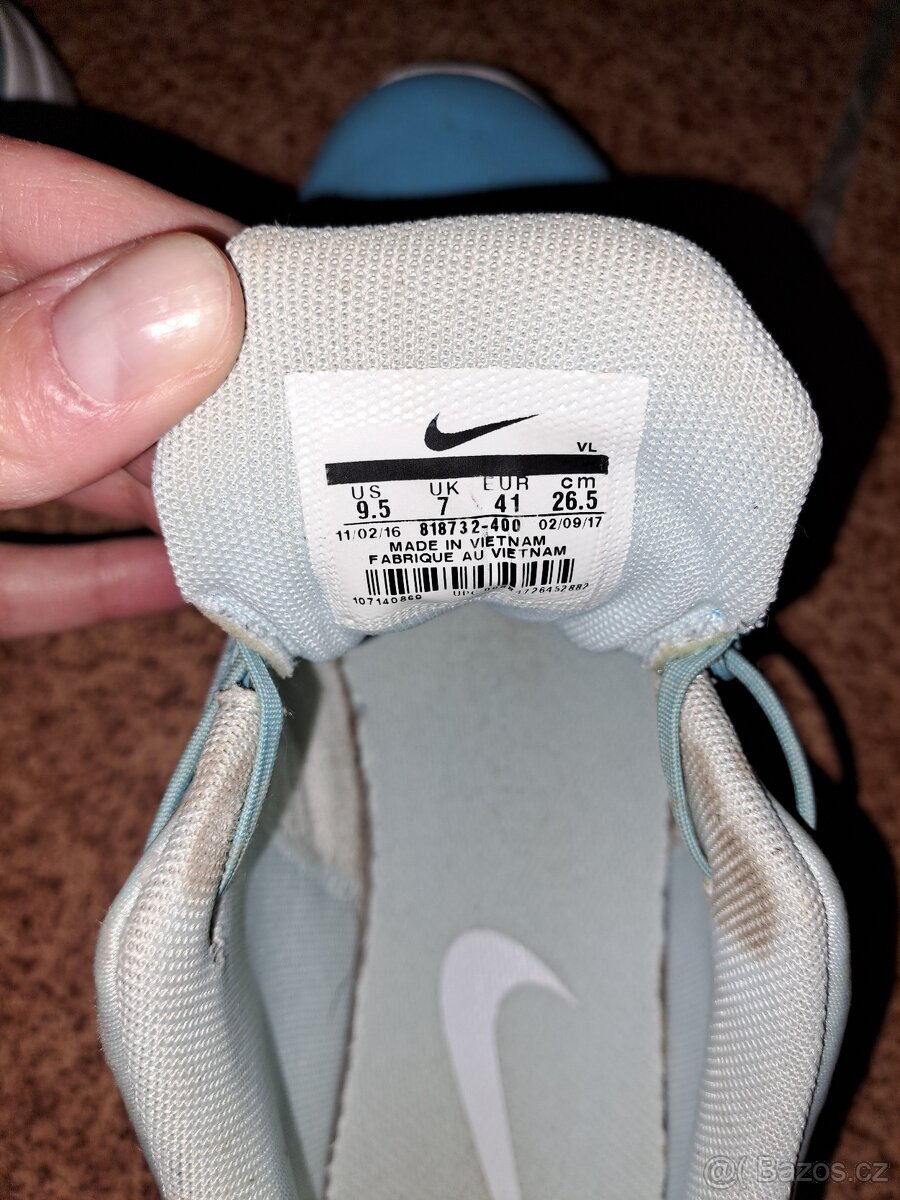 VL
US UK EUR cm
9.5 7 41 26.5
11/02/16 818732-400 02/09/17
MADE IN VIETNAM
FABRIQUE AU VIETNAM
107140869
@( Bazos.cz